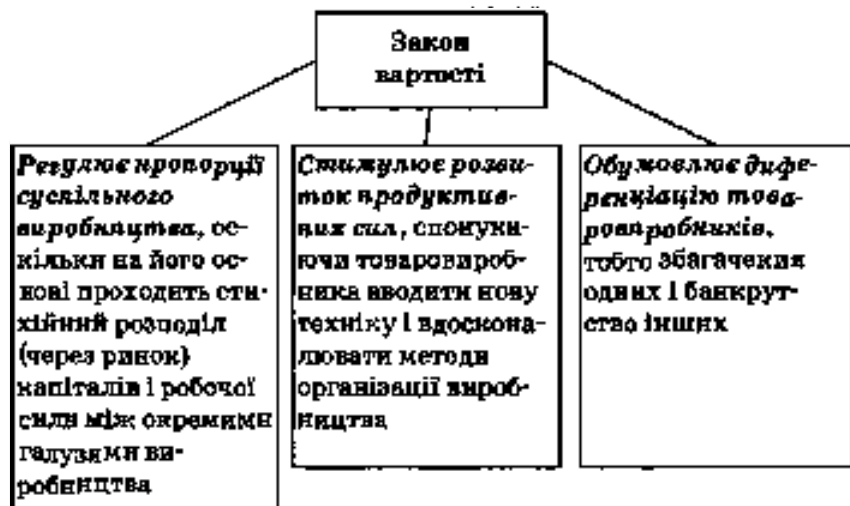 Закон
вартості
Регулює пропорції
суспільного
виробництва, ос-
кільки на його ос-
нові проходить сти-
хійний розподіл
(через ринок)
капіталів і робочої
сили між окремими
галузями ви-
робництва
Стимулює розви-
ток продуктив-
них сил, спонука-
ючи товаровироб-
ника вводити нову
техніку і вдоскона-
лювати методи
організації вироб-
ництва
Обумовлює дифе-
ренціацію това-
ровиробників,
тобто збагачення
одних і банкрут-
ство інших